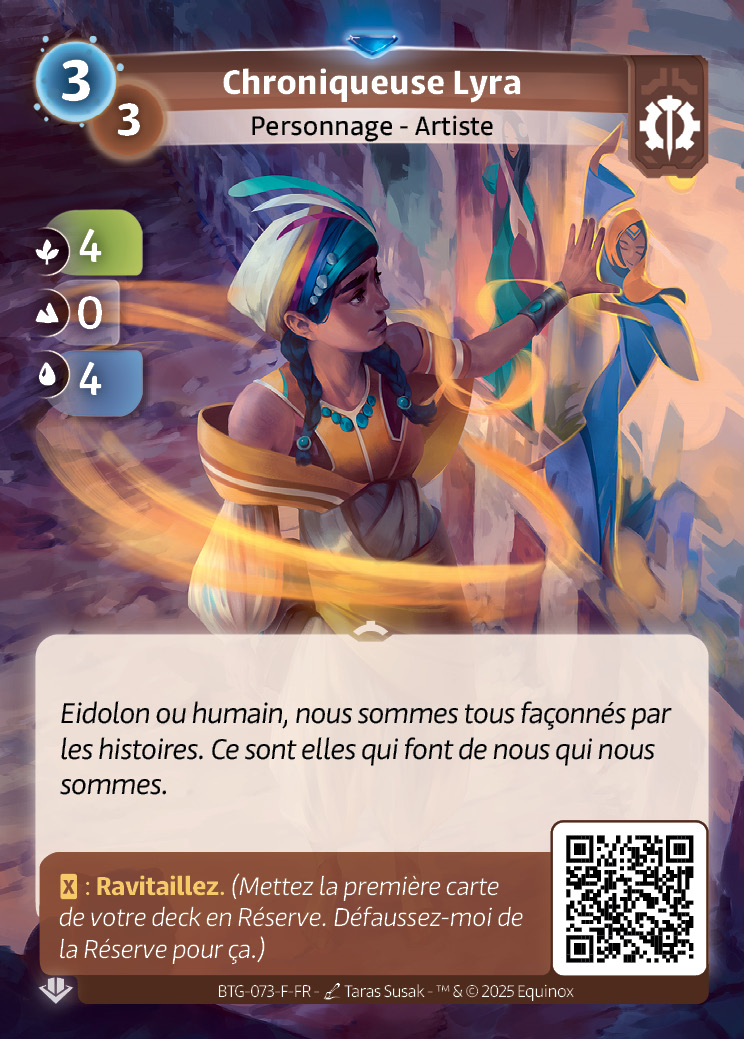 3
3
Chroniqueuse Lyra
Personnage - Artiste
4
0
4
Eidolon ou humain, nous sommes tous façonnés par
les histoires. Ce sont elles qui font de nous qui nous
sommes.
X : Ravitaillez. (Mettez la première carte
de votre deck en Réserve. Défaussez-moi de
la Réserve pour ça.)
BTG-073-F-FR - Taras Susak - ™ & © 2025 Equinox